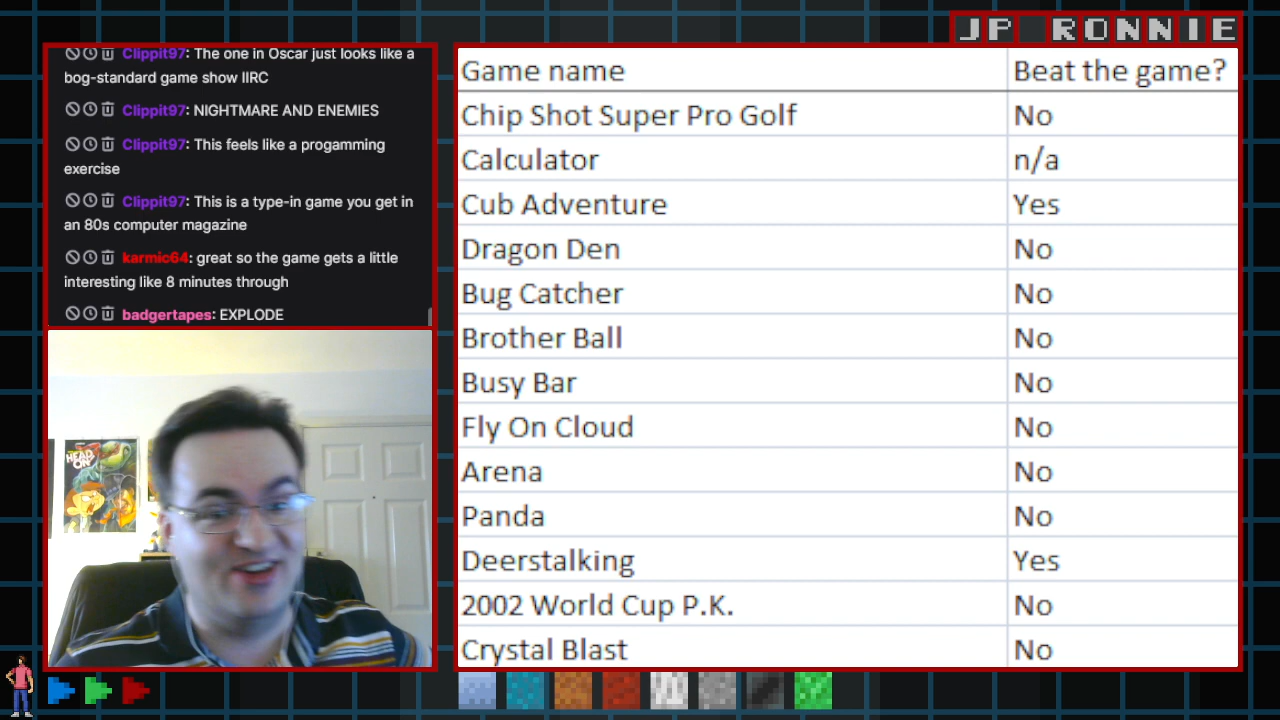 JP RONNIE
Clippit97: The one in Oscar just looks like a
bog-standard game show IIRC
Clippit97: NIGHTMARE AND ENEMIES
Clippit97: This feels like a progamming
exercise
Clippit97: This is a type-in game you get in
an 80s computer magazine
karmic64: great so the game gets a little
interesting like 8 minutes through
badgertapes: EXPLODE
HEAD
ON
Game name Beat the game?
Chip Shot Super Pro Golf No
Calculator n/a
Cub Adventure Yes
Dragon Den No
Bug Catcher No
Brother Ball No
Busy Bar No
Fly On Cloud No
Arena No
Panda No
Deerstalking Yes
2002 World Cup P.K. No
Crystal Blast No